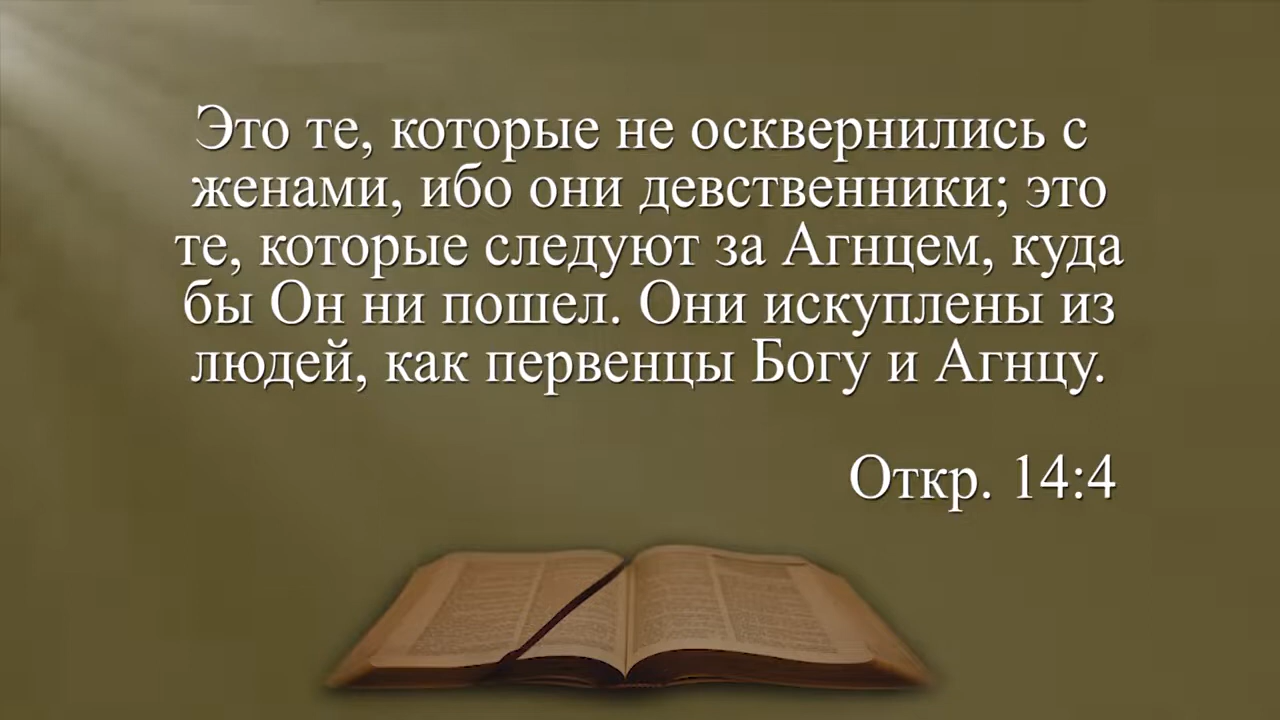 Это те, которые не осквернились с
женами, ибо они девственники; это
те, которые следуют за Агнцем, куда
бы Он ни пошел. Они искуплены из
людей, как первенцы Богу и Агнцу.
Откр. 14:4